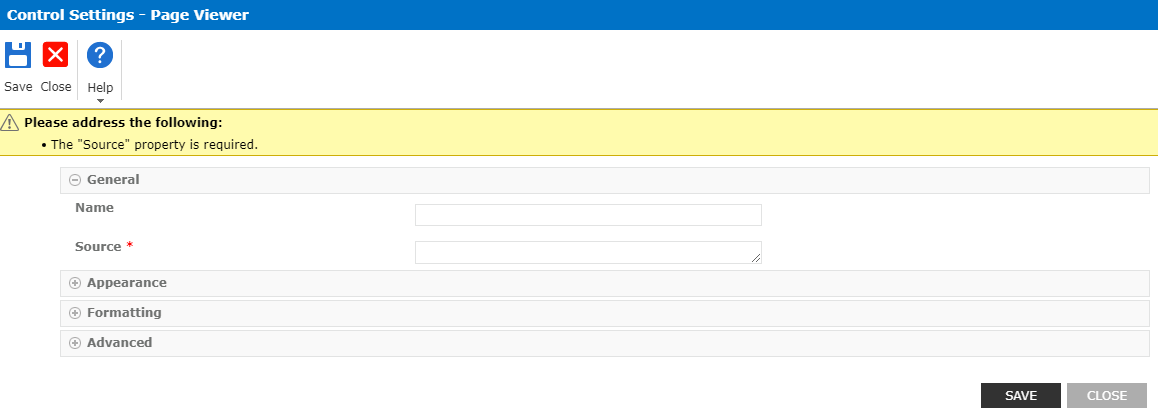 Control Settings - Page Viewer
Save Close Help
Please address the following:
• The "Source" property is required.
General
Name
Source *
Appearance
Formatting
Advanced
SAVE CLOSE